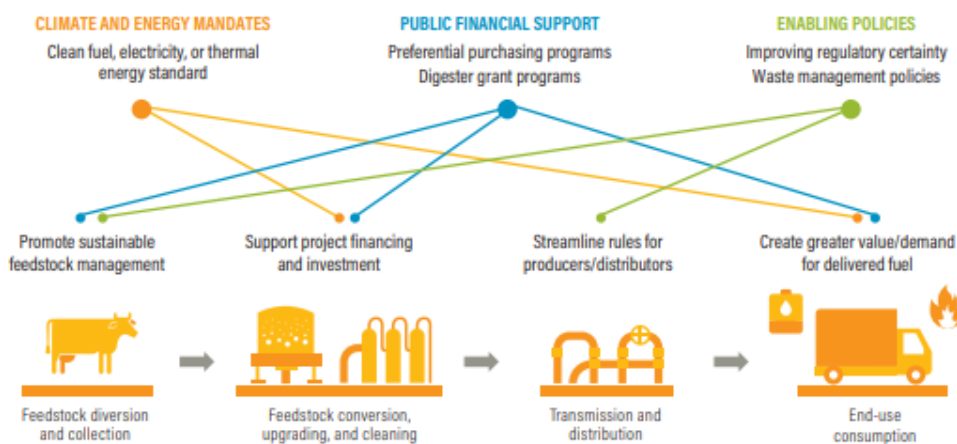 CLIMATE AND ENERGY MANDATES
Clean fuel, electricity, or thermal
energy standard
PUBLIC FINANCIAL SUPPORT
Preferential purchasing programs
Digester grant programs
ENABLING POLICIES
Improving regulatory certainty
Waste management policies
Promote sustainable
feedstock management
Support project financing
and investment
Streamline rules for
producers/distributors
Create greater value/demand
for delivered fuel
Feedstock diversion
and collection
Feedstock conversion,
upgrading, and cleaning
Transmission and
distribution
End-use
consumption